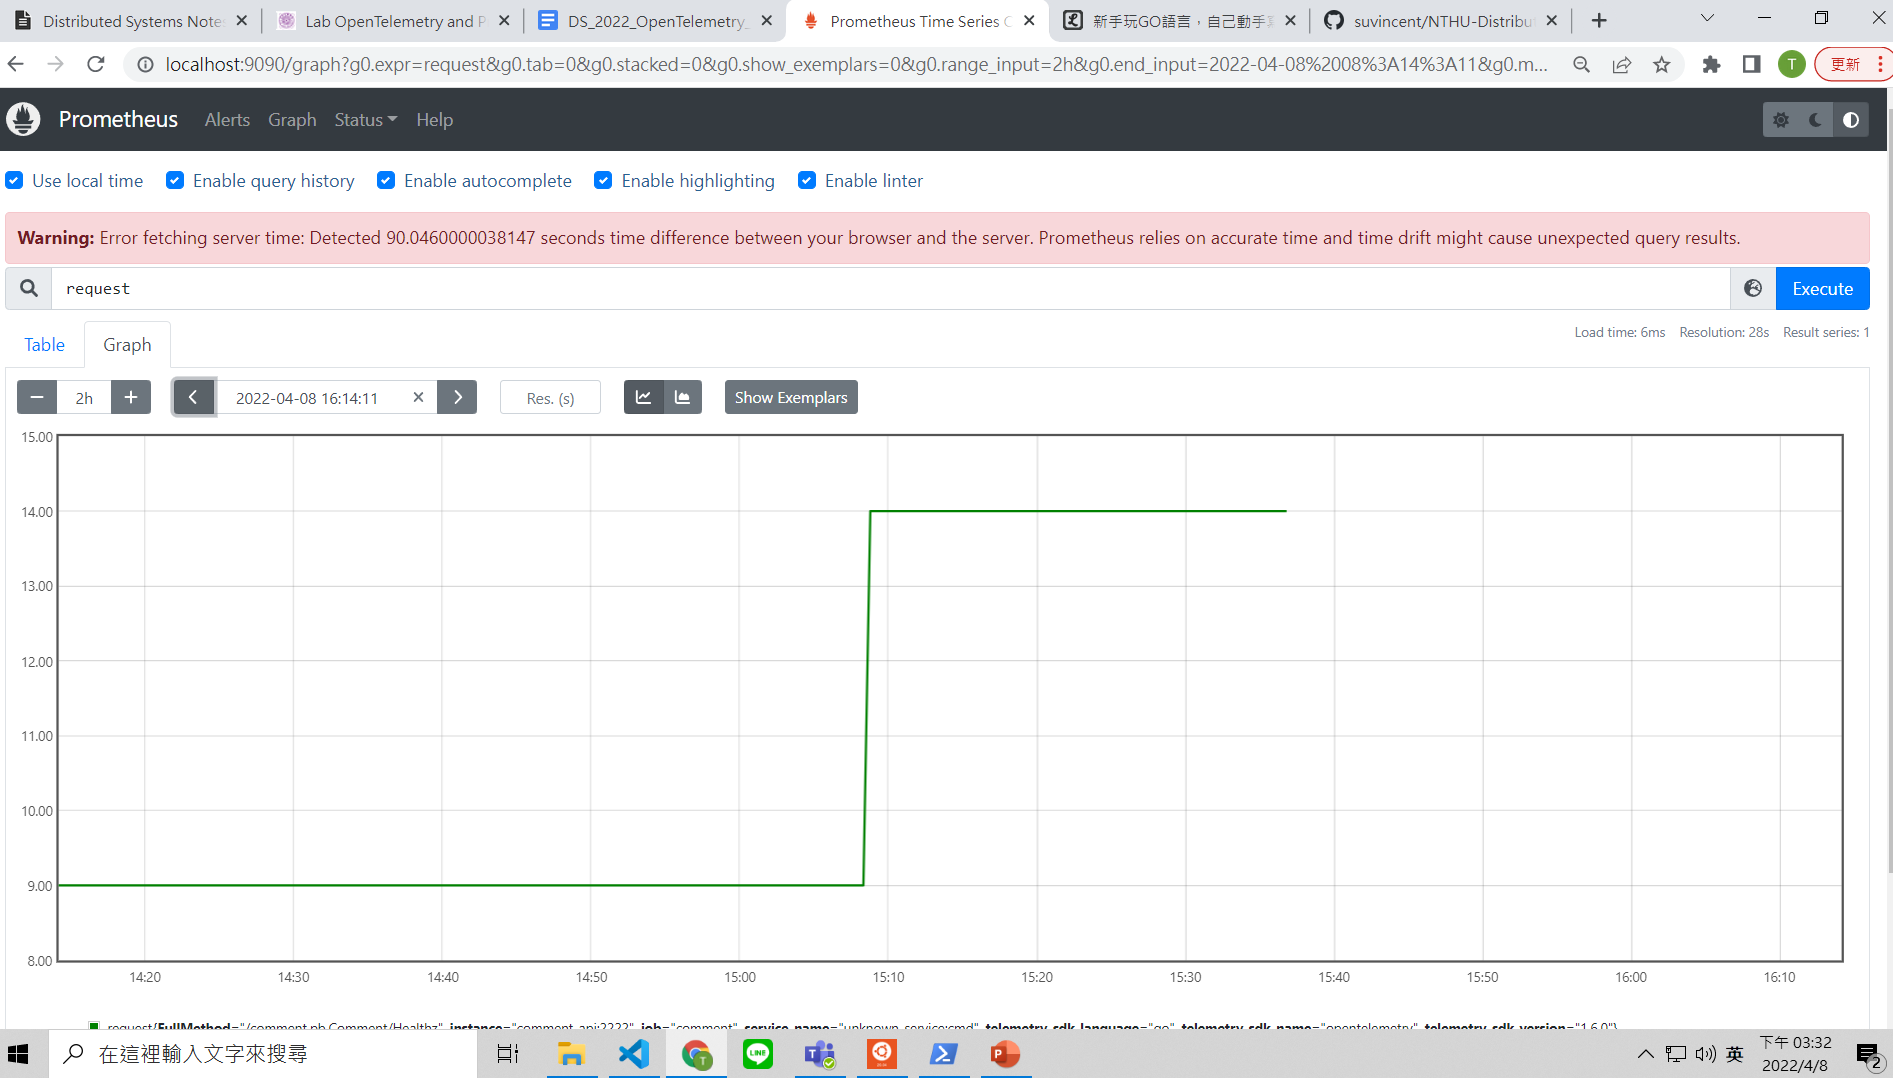 Distributed Systems Note
Lab OpenTelemetry and P
DS_2022_OpenTelemetry_
Prometheus Time Series C
新手玩GO語言，自己動手
suvincent/NTHU-Distribu
localhost:9090/graph?g0.expr=request&g0.tab=0&g0.stacked=0&g0.show_exemplars=0&g0.range_input=2h&g0.end_input=2022-04-08%2008%3A14%3A11&g0.m...
T
更新
Prometheus
Alerts
Graph
Status
Help
Use local time
Enable query history
Enable autocomplete
Enable highlighting
Enable linter
Warning: Error fetching server time: Detected 90.0460000038147 seconds time difference between your browser and the server. Prometheus relies on accurate time and time drift might cause unexpected query results.
request
Execute
Table
Graph
Load time: 6ms Resolution: 28s Result series: 1
2h
2022-04-08 16:14:11
Res. (s)
Show Exemplars
15.00
14.00
13.00
12.00
11.00
10.00
9.00
8.00
14:20
14:30
14:40
14:50
15:00
15:10
15:20
15:30
15:40
15:50
16:00
16:10
request{FullMethod="/comment.pb.Comment/Healthz", instance="comment-api:2222", job="comment", service_name="unknown_service:cmd", telemetry_sdk_language="go", telemetry_sdk_name="opentelemetry", telemetry_sdk_version="1.6.0"}
在這裡輸入文字來搜尋
T
LINE
P
英
下午 03:32
2022/4/8
2